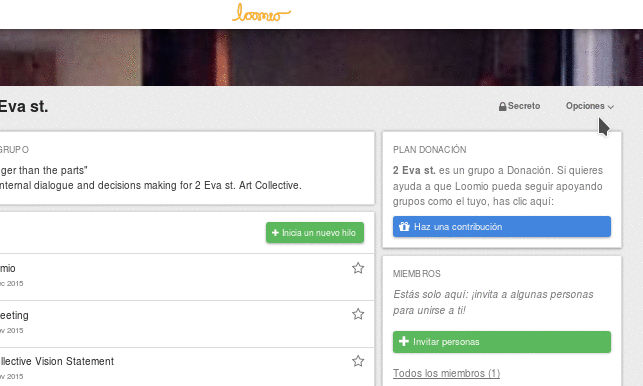 loomio
Eva st.
Secreto
Opciones
GRUPO
ger than the parts"
nternal dialogue and decisions making for 2 Eva st. Art Collective.
Inicia un nuevo hilo
mio
c 2015
eeting
v 2015
llective Vision Statement
v 2015
PLAN DONACIÓN
2 Eva st. es un grupo a Donación. Si quieres
ayuda a que Loomio pueda seguir apoyando
grupos como el tuyo, has clic aquí:
Haz una contribución
MIEMBROS
Estás solo aquí: ¡invita a algunas personas
para unirse a ti!
Invitar personas
Todos los miembros (1)